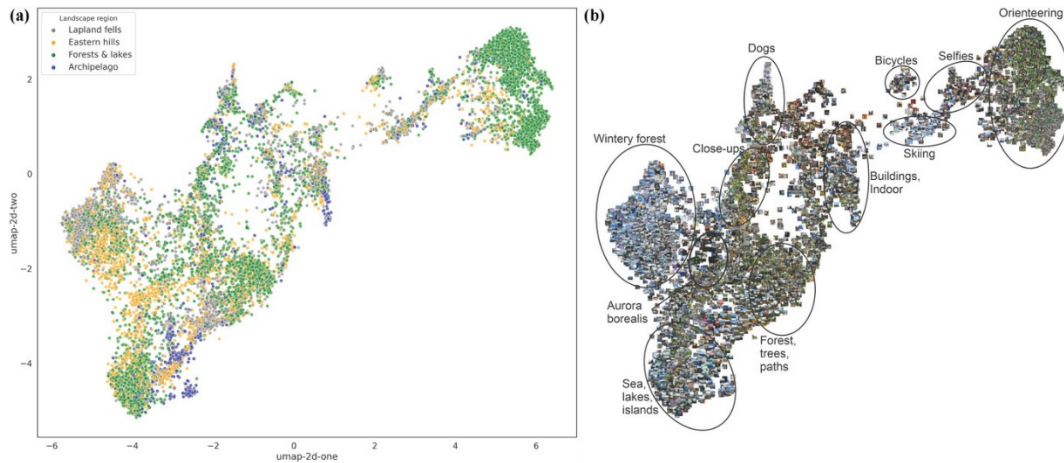 (a)
Landscape region
Lapland fells
Eastern hills
Forests & lakes
Archipelago
2
0
−2
−4
umap-2d-two
−6
−4
−2
0
2
4
6
umap-2d-one
(b)
Orienteering
Dogs
Bicycles
Selfies
Wintery forest
Close-ups
Skiing
Buildings,
Indoor
Aurora
borealis
Forest,
trees,
paths
Sea,
lakes,
islands